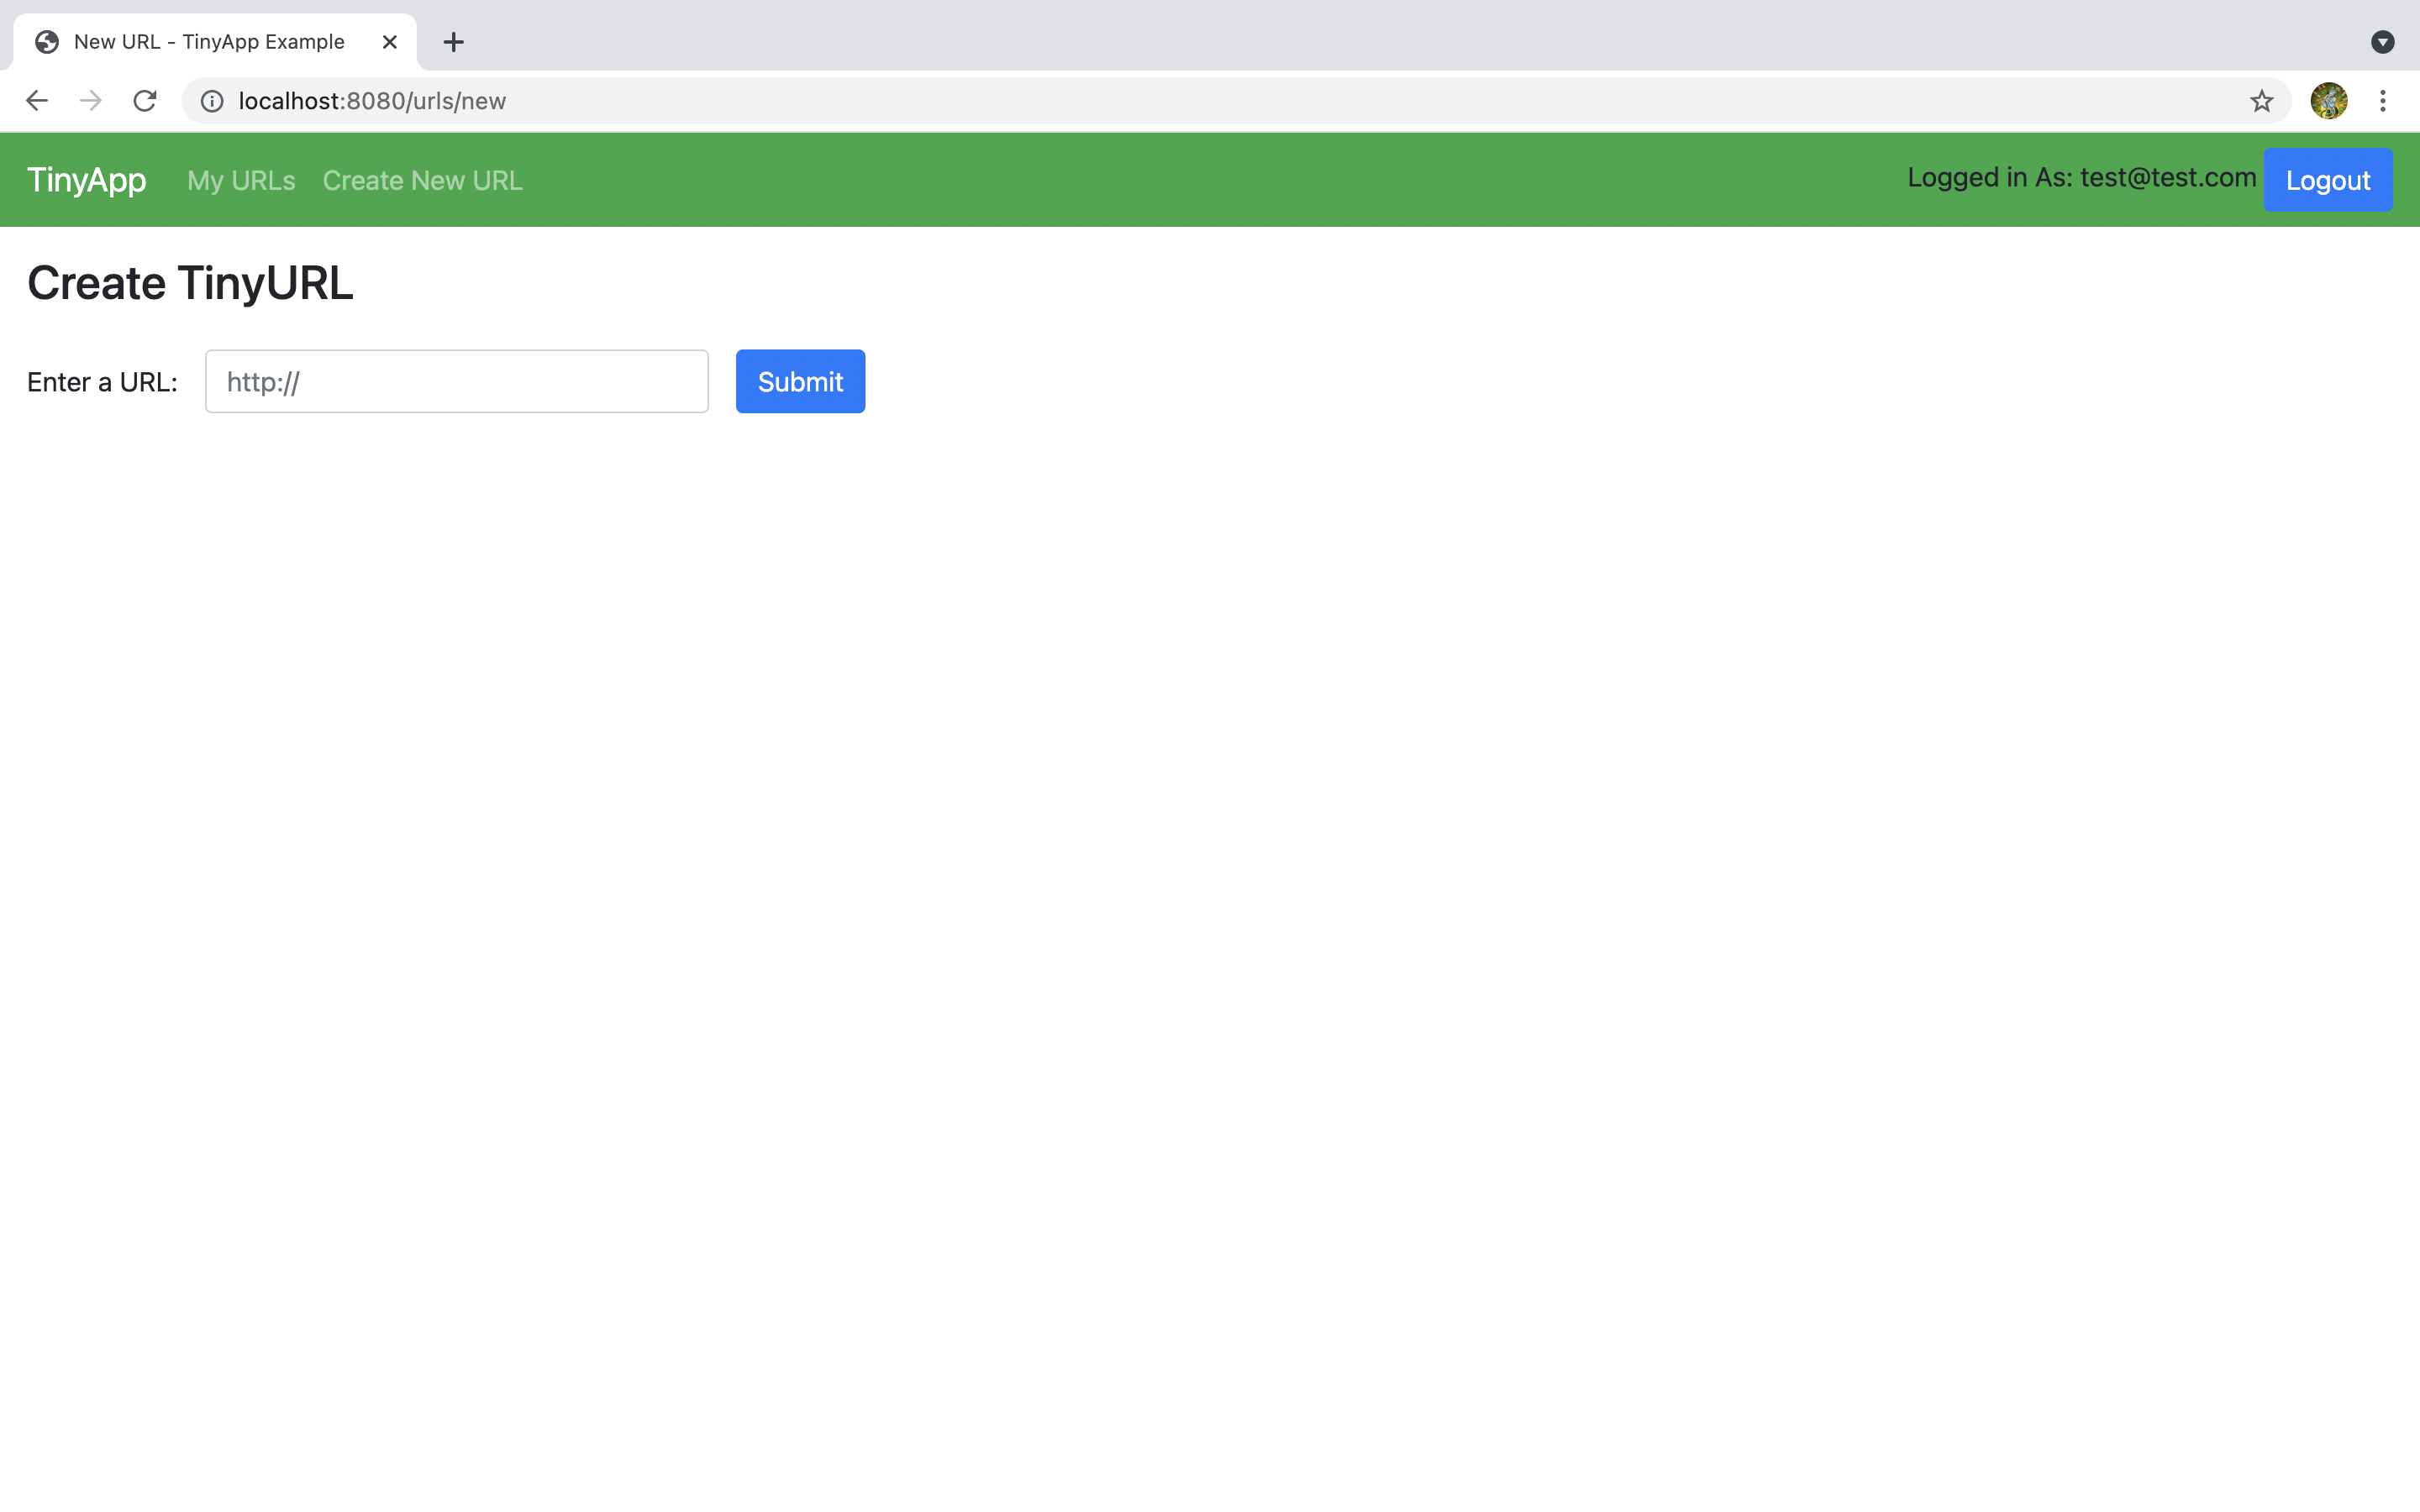 New URL - TinyApp Example
localhost:8080/urls/new
TinyApp My URLs Create New URL Logged in As: test@test.com Logout
Create TinyURL
Enter a URL: http:// Submit